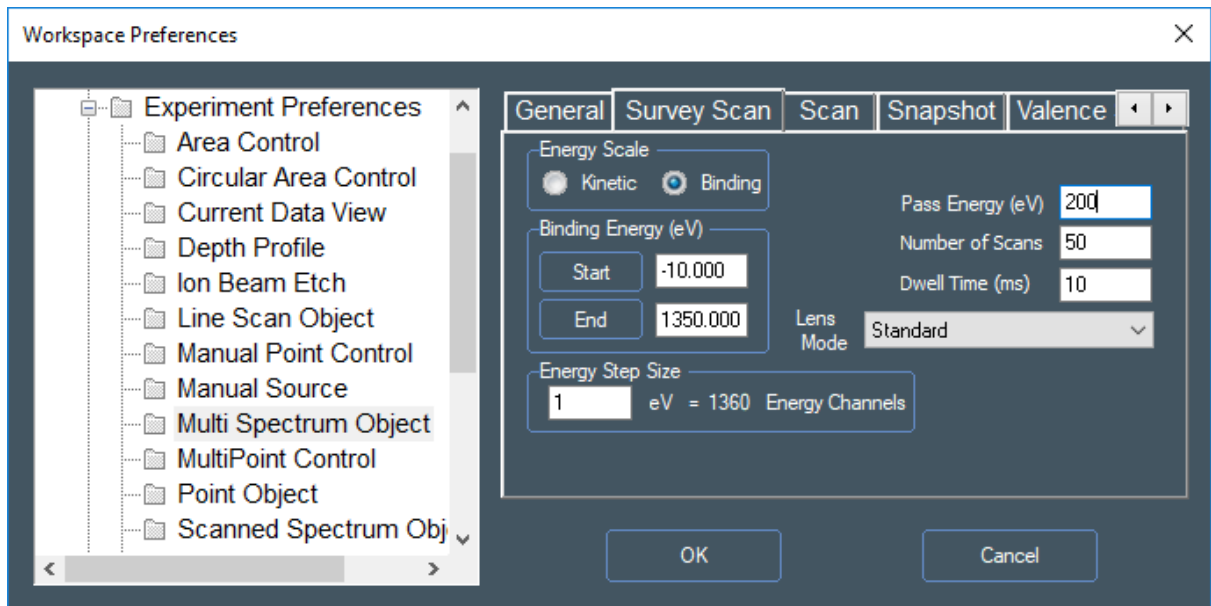 Workspace Preferences
Experiment Preferences
Area Control
Circular Area Control
Current Data View
Depth Profile
Ion Beam Etch
Line Scan Object
Manual Point Control
Manual Source
Multi Spectrum Object
MultiPoint Control
Point Object
Scanned Spectrum Obj
General Survey Scan Scan Snapshot Valence
Energy Scale
Kinetic Binding
Binding Energy (eV)
Start -10.000
End 1350.000
Pass Energy (eV) 200
Number of Scans 50
Dwell Time (ms) 10
Lens
Mode Standard
Energy Step Size
1 eV = 1360 Energy Channels
OK Cancel